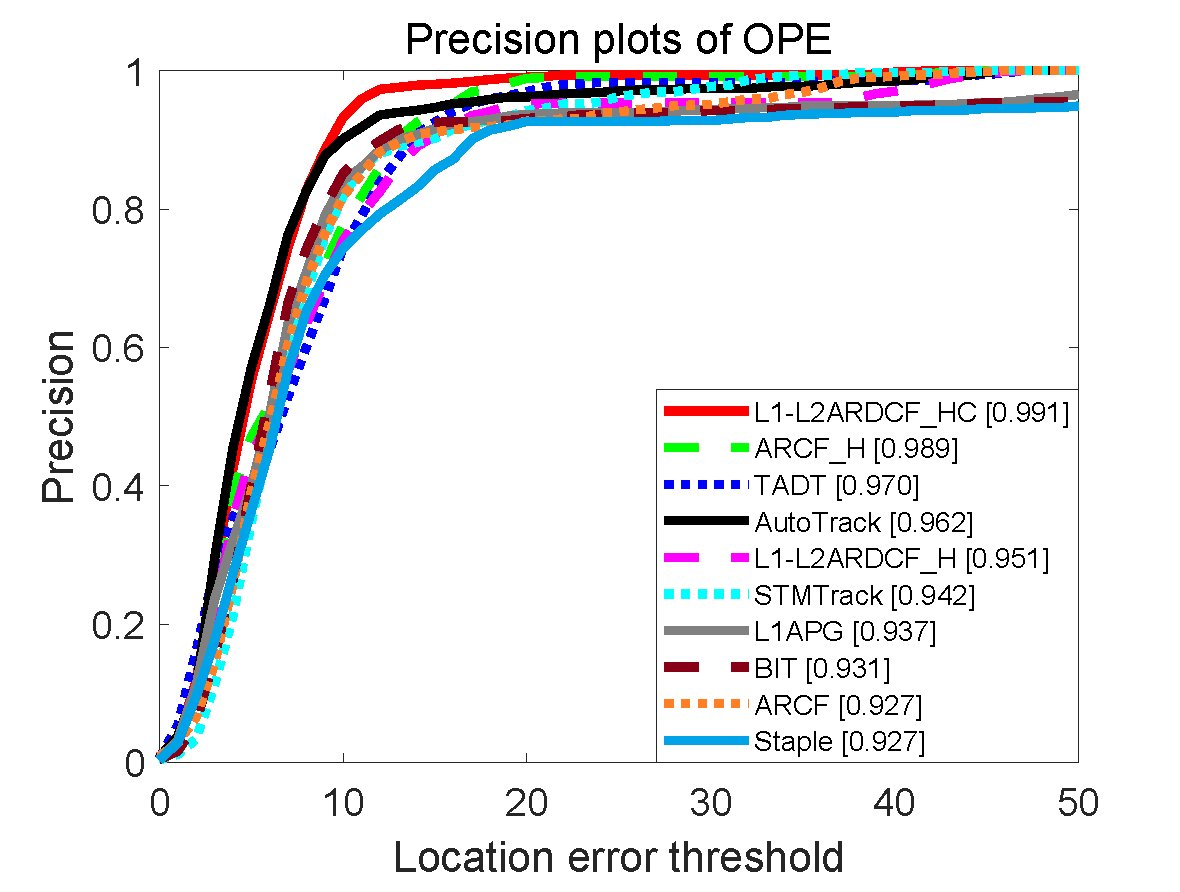 Precision plots of OPE
1
0.8
0.6
0.4
0.2
0
Precision
L1-L2ARDCF_HC [0.991]
ARCF_H [0.989]
TADT [0.970]
AutoTrack [0.962]
L1-L2ARDCF_H [0.951]
STMTrack [0.942]
L1APG [0.937]
BIT [0.931]
ARCF [0.927]
Staple [0.927]
0 10 20 30 40 50
Location error threshold